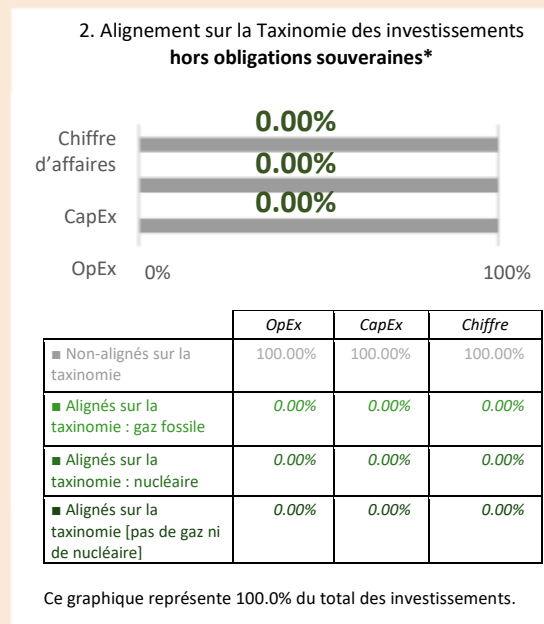 2. Alignement sur la Taxinomie des investissements
hors obligations souveraines*
0.00%
Chiffre
d’affaires
0.00%
0.00%
CapEx
OpEx
0%
100%
OpEx CapEx Chiffre
■ Non-alignés sur la
taxinomie
100.00% 100.00% 100.00%
■ Alignés sur la
taxinomie : gaz fossile
0.00% 0.00% 0.00%
■ Alignés sur la
taxinomie : nucléaire
0.00% 0.00% 0.00%
■ Alignés sur la
taxinomie [pas de gaz ni
de nucléaire]
0.00% 0.00% 0.00%
Ce graphique représente 100.0% du total des investissements.